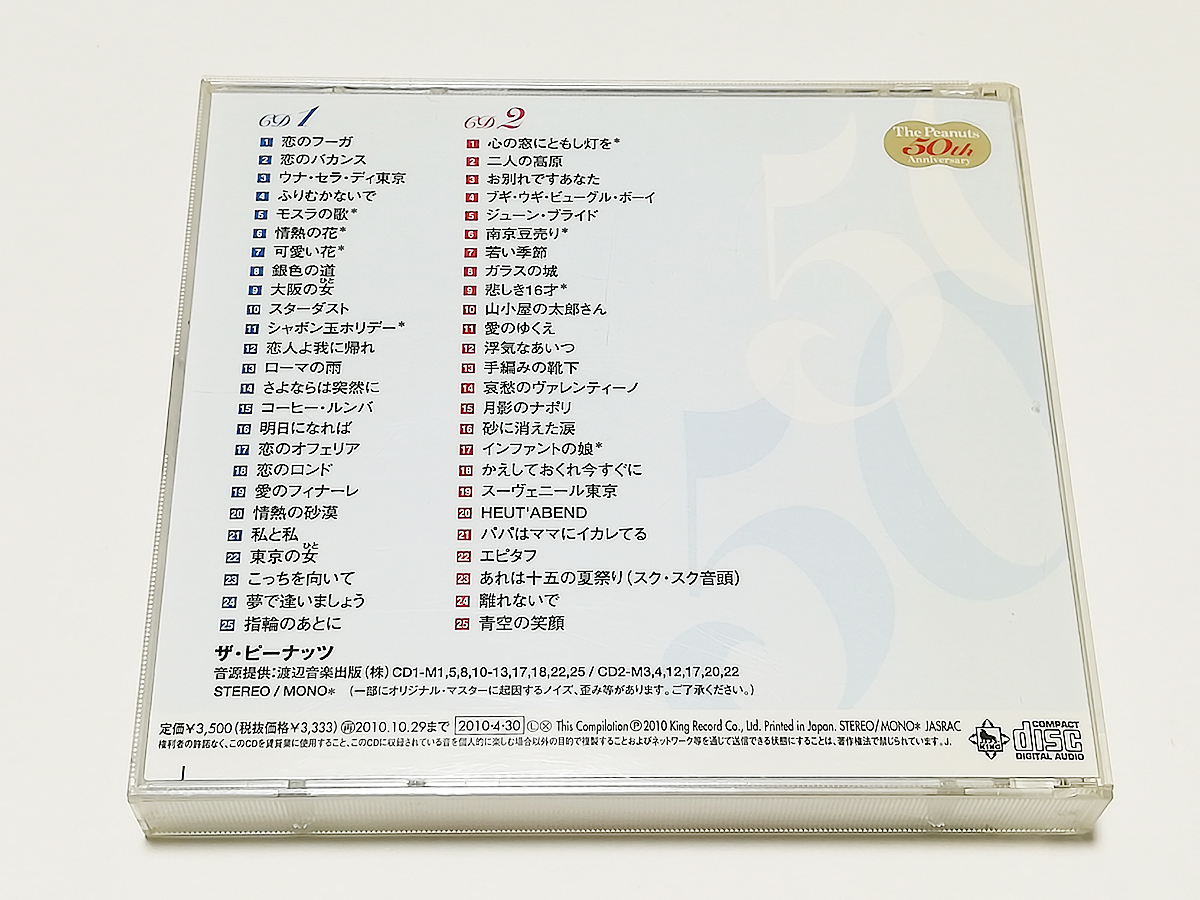 CD 1
1 恋のフーガ
2 恋のバカンス
3 ウナ・セラ・ディ東京
4 ふりむかないで
5 モスラの歌*
6 情熱の花*
7 可愛い花*
8 銀色の道
9 大阪の女
ひと
10 スターダスト
11 シャボン玉ホリデー*
12 恋人よ我に帰れ
13 ローマの雨
14 さよならは突然に
15 コーヒー・ルンバ
16 明日になれば
17 恋のオフェリア
18 恋のロンド
19 愛のフィナーレ
20 情熱の砂漠
21 私と私
22 東京の女
ひと
23 こっちを向いて
24 夢で逢いましょう
25 指輪のあとに
CD 2
1 心の窓にともし灯を*
2 二人の高原
3 お別れですあなた
4 ブギ・ウギ・ビューグル・ボーイ
5 ジューン・ブライド
6 南京豆売り*
7 若い季節
8 ガラスの城
9 悲しき16才*
10 山小屋の太郎さん
11 愛のゆくえ
12 浮気なあいつ
13 手編みの靴下
14 哀愁のヴァレンティーノ
15 月影のナポリ
16 砂に消えた涙
17 インファントの娘*
18 かえしておくれ今すぐに
19 スーヴェニール東京
20 HEUT'ABEND
21 パパはママにイカレてる
22 エピタフ
23 あれは十五の夏祭り(スク・スク音頭)
24 離れないで
25 青空の笑顔
The Peanuts
50th
Anniversary
50
50
ザ・ピーナッツ
音源提供:渡辺音楽出版(株) CD1-M1,5,8,10-13,17,18,22,25 / CD2-M3,4,12,17,20,22
STEREO / MONO* (一部にオリジナル・マスターに起因するノイズ、歪み等があります。ご了承ください。)
定価¥3,500(税抜価格¥3,333) 再2010.10.29まで 2010・4・30 Ⓛ Ⓧ This Compilation Ⓟ 2010 King Record Co., Ltd. Printed in Japan. STEREO/MONO* JASRAC
権利者の許諾なく、このCDを賃貸業に使用すること、このCDに収録されている音を個人的に楽しむ場合以外の目的で複製することおよびネットワーク等を通じて送信できる状態にすることは、著作権法で禁じられています。J.
KING
COMPACT
disc
DIGITAL AUDIO